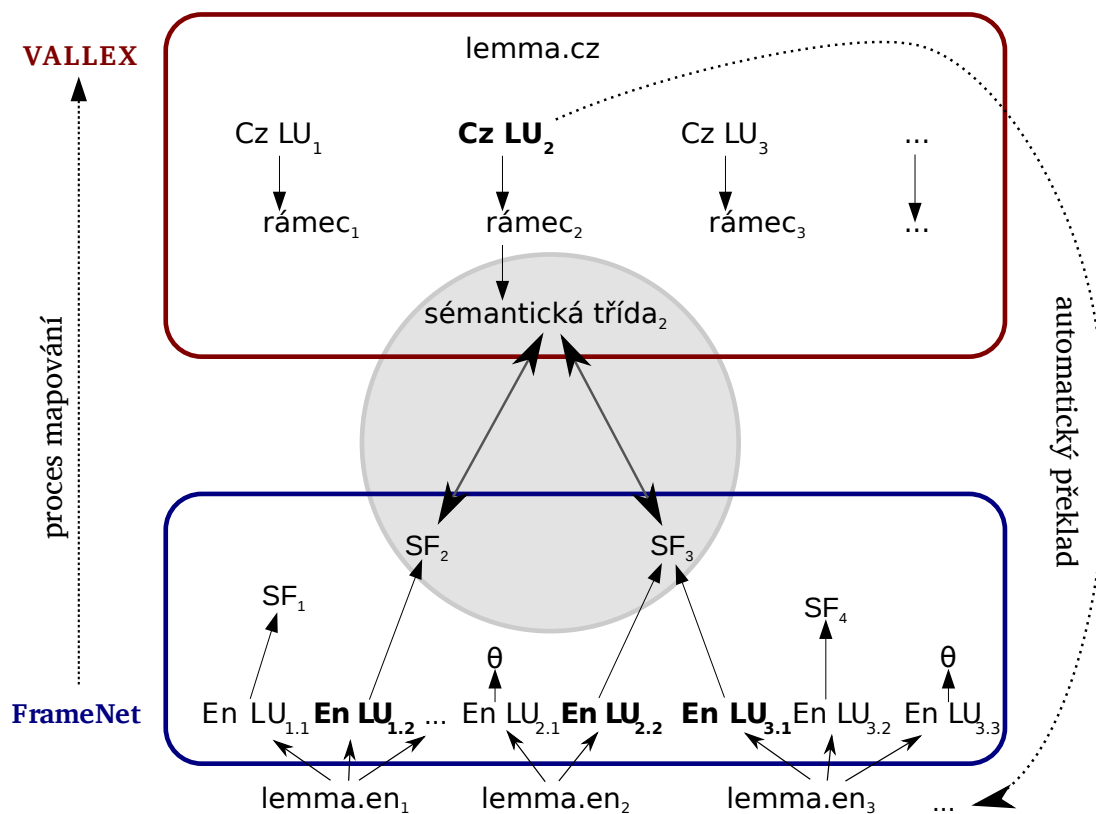 VALLEX
lemma.cz
Cz LU₁ Cz LU₂ Cz LU₃ ...
rámec₁ rámec₂ rámec₃ ...
sémantická třída₂
proces mapování
automatický překlad
SF₂ SF₃
SF₁ SF₄
θ θ
FrameNet
En LU₁.₁ En LU₁.₂ ... En LU₂.₁ En LU₂.₂ En LU₃.₁ En LU₃.₂ En LU₃.₃
lemma.en₁ lemma.en₂ lemma.en₃ ...